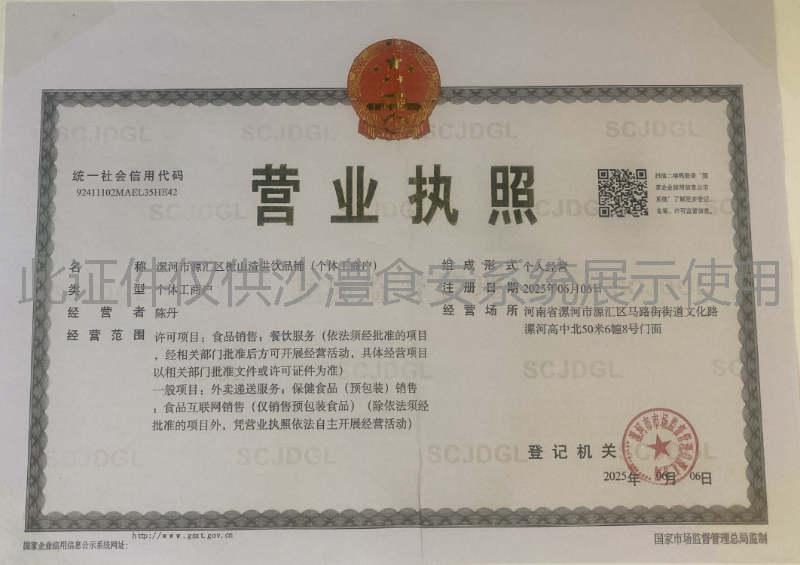 统一社会信用代码
92411102MAEL35HE42
营业执照
扫描二维码登录“国
家企业信用信息公示
系统”了解更多登记、
备案、许可监管信息。
名称 漯河市源汇区栀山渚茶饮品铺（个体工商户）
类型 个体工商户
经营者 陈丹
经营范围 许可项目：食品销售；餐饮服务（依法须经批准的项目
，经相关部门批准后方可开展经营活动，具体经营项目
以相关部门批准文件或许可证件为准）
一般项目：外卖递送服务；保健食品（预包装）销售
；食品互联网销售（仅销售预包装食品）（除依法须经
批准的项目外，凭营业执照依法自主开展经营活动）
组成形式 个人经营
注册日期 2025年06月06日
经营场所 河南省漯河市源汇区马路街街道文化路
漯河高中北50米6幢8号门面
此证件仅供沙澧食安系统展示使用
登记机关
2025年 06月 06日
国家企业信用信息公示系统网址：
http://www.gsxt.gov.cn
国家市场监督管理总局监制
SCJDGL